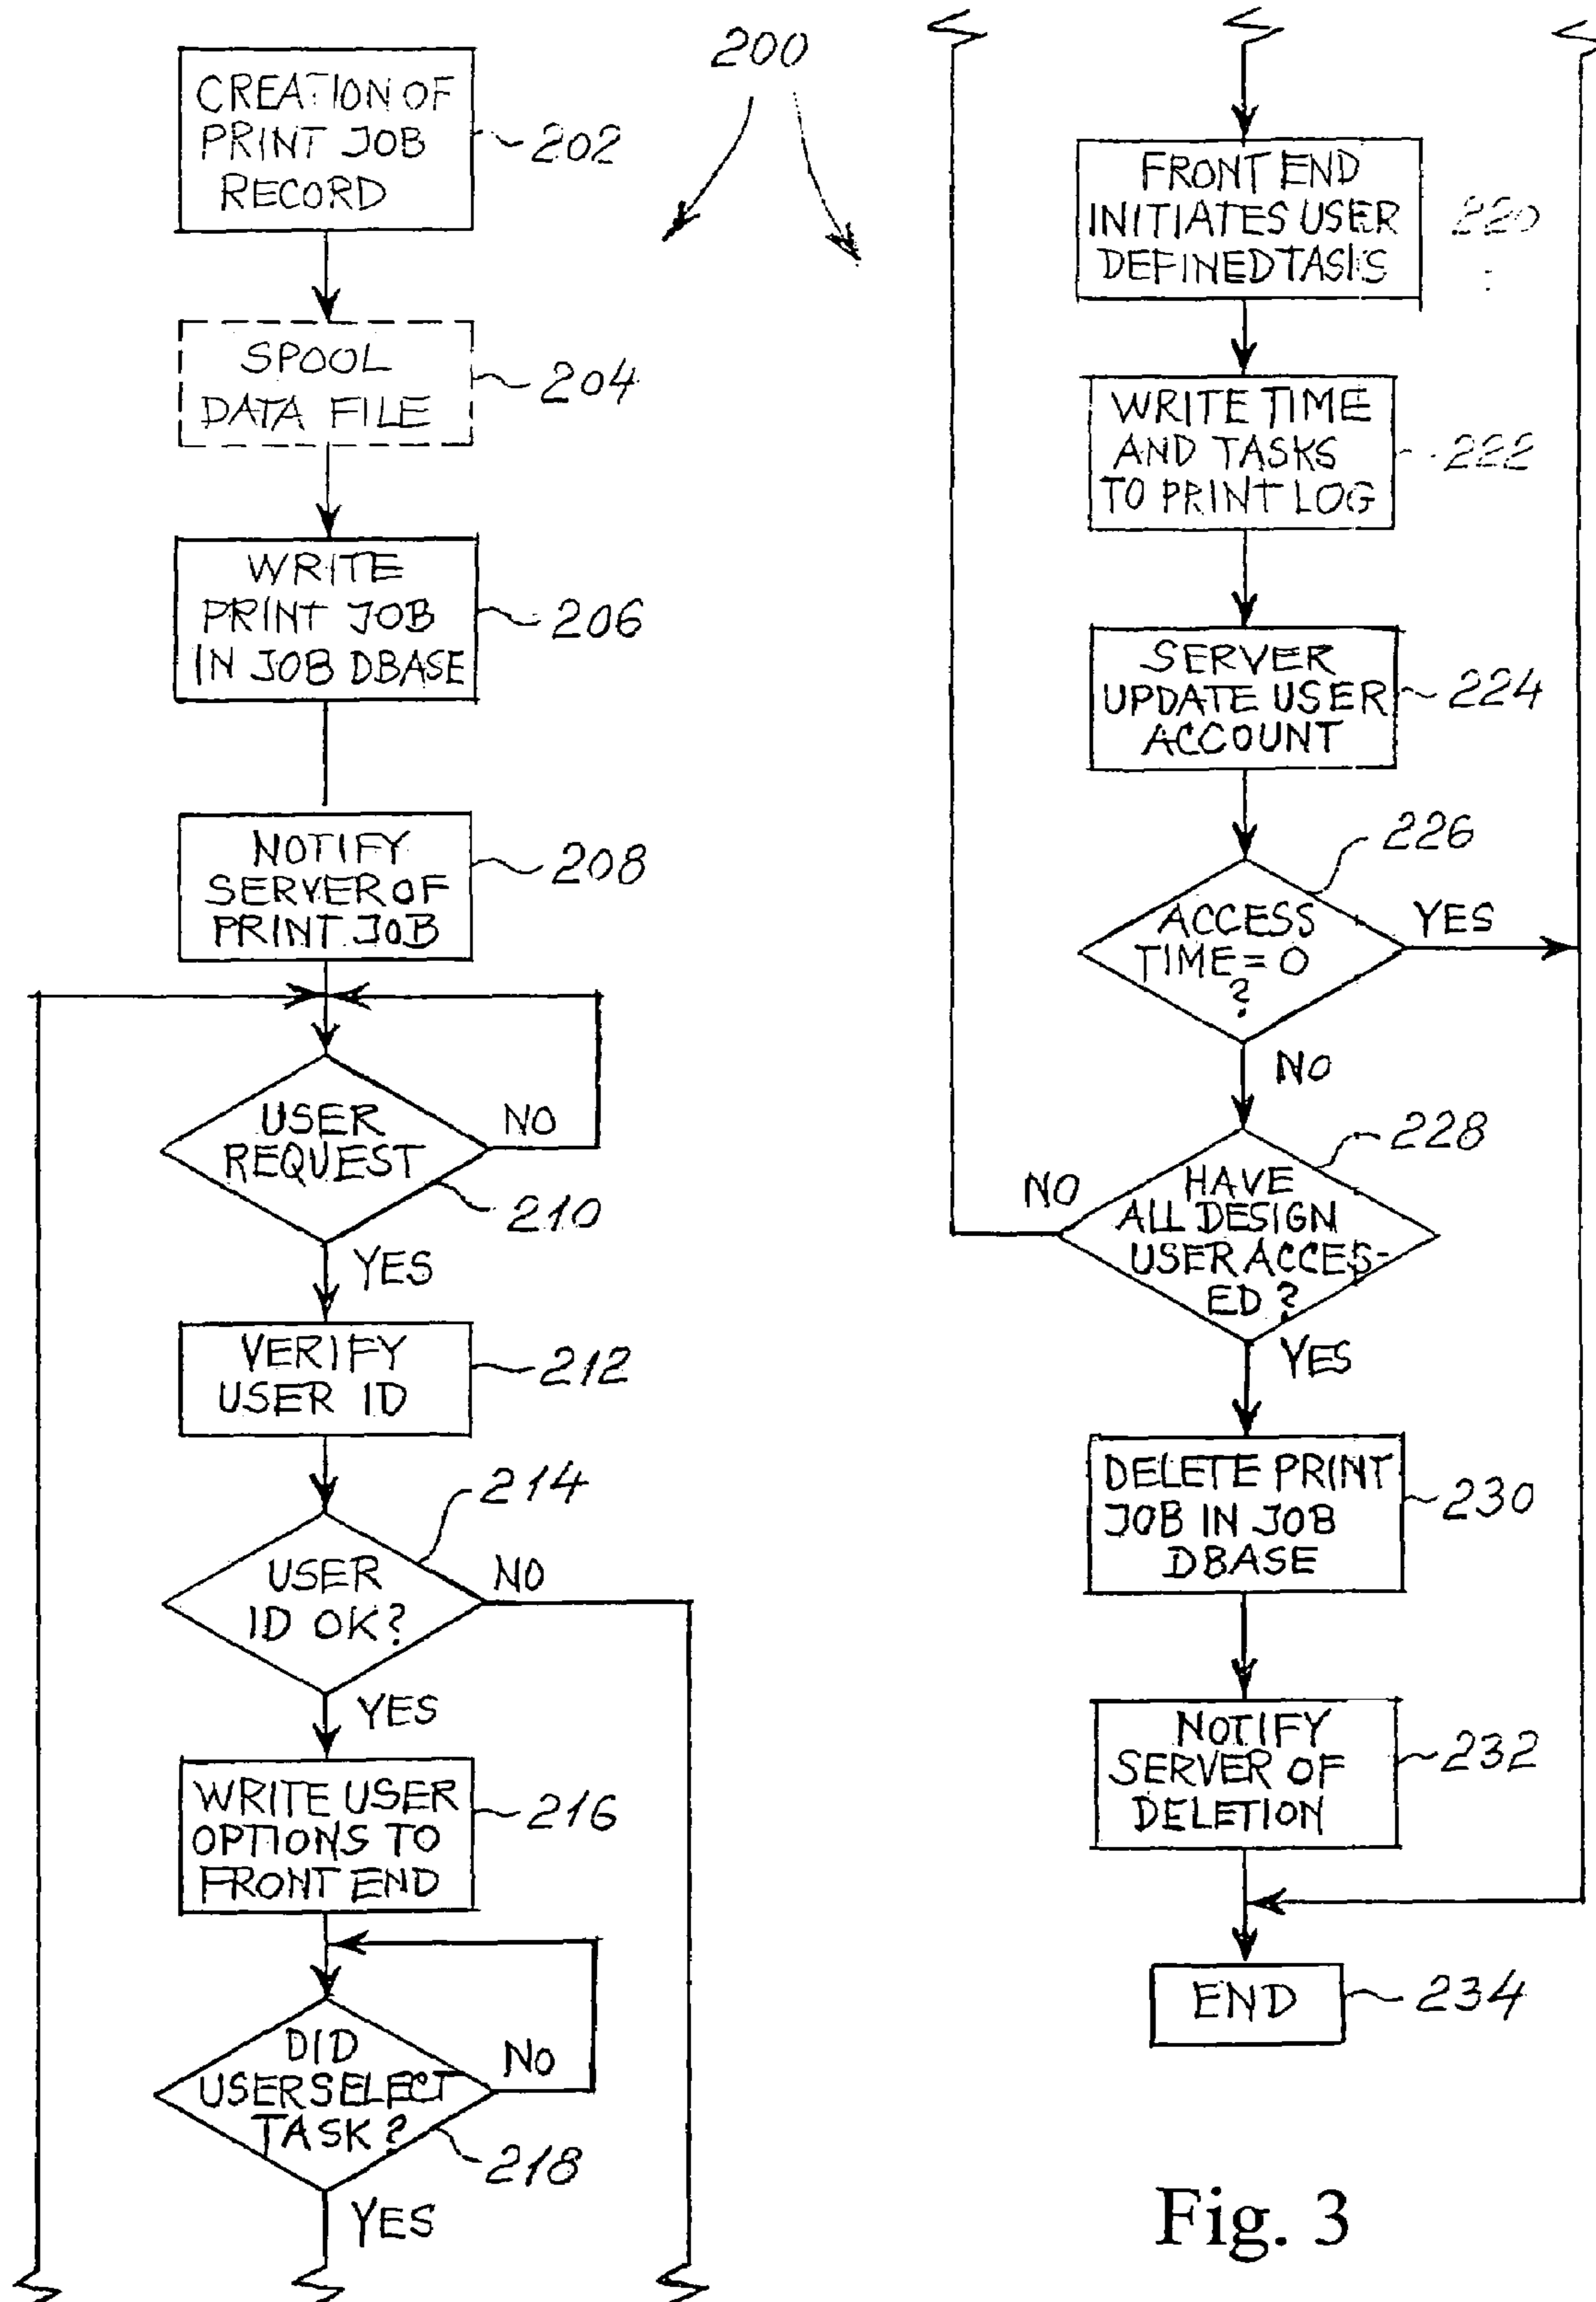 200
CREATION OF
PRINT JOB
RECORD
202
SPOOL
DATA FILE
204
WRITE
PRINT JOB
IN JOB DBASE
206
NOTIFY
SERVER OF
PRINT JOB
208
USER
REQUEST
NO
210
YES
VERIFY
USER ID
212
214
USER
ID OK?
NO
YES
WRITE USER
OPTIONS TO
FRONT END
216
DID
USER SELECT
TASK?
NO
218
YES
FRONT END
INITIATES USER
DEFINED TASKS
220
WRITE TIME
AND TASKS
TO PRINT LOG
222
SERVER
UPDATE USER
ACCOUNT
224
226
ACCESS
TIME = 0
?
YES
NO
228
HAVE
ALL DESIGN
USER ACCES-
ED?
NO
YES
DELETE PRINT
JOB IN JOB
DBASE
230
NOTIFY
SERVER OF
DELETION
232
END
234
Fig. 3